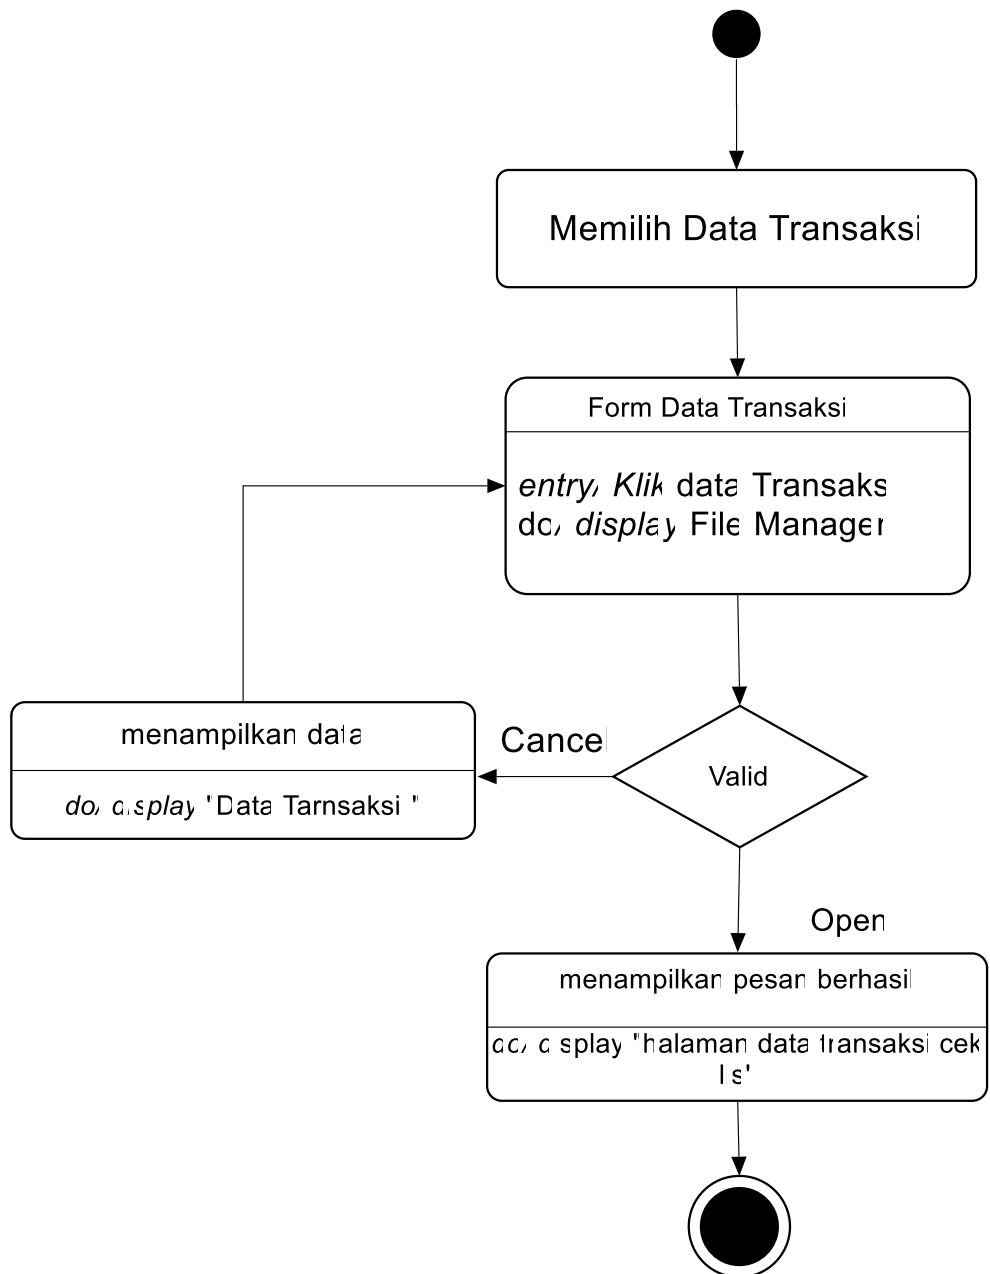 Memilih Data Transaksi
Form Data Transaksi
entry/ Klik data Transaks
do/ display File Manager
menampilkan data
Cancel
Valid
do/ display "Data Tarnsaksi "
Open
menampilkan pesan berhasil
do/ display "halaman data transaksi cek